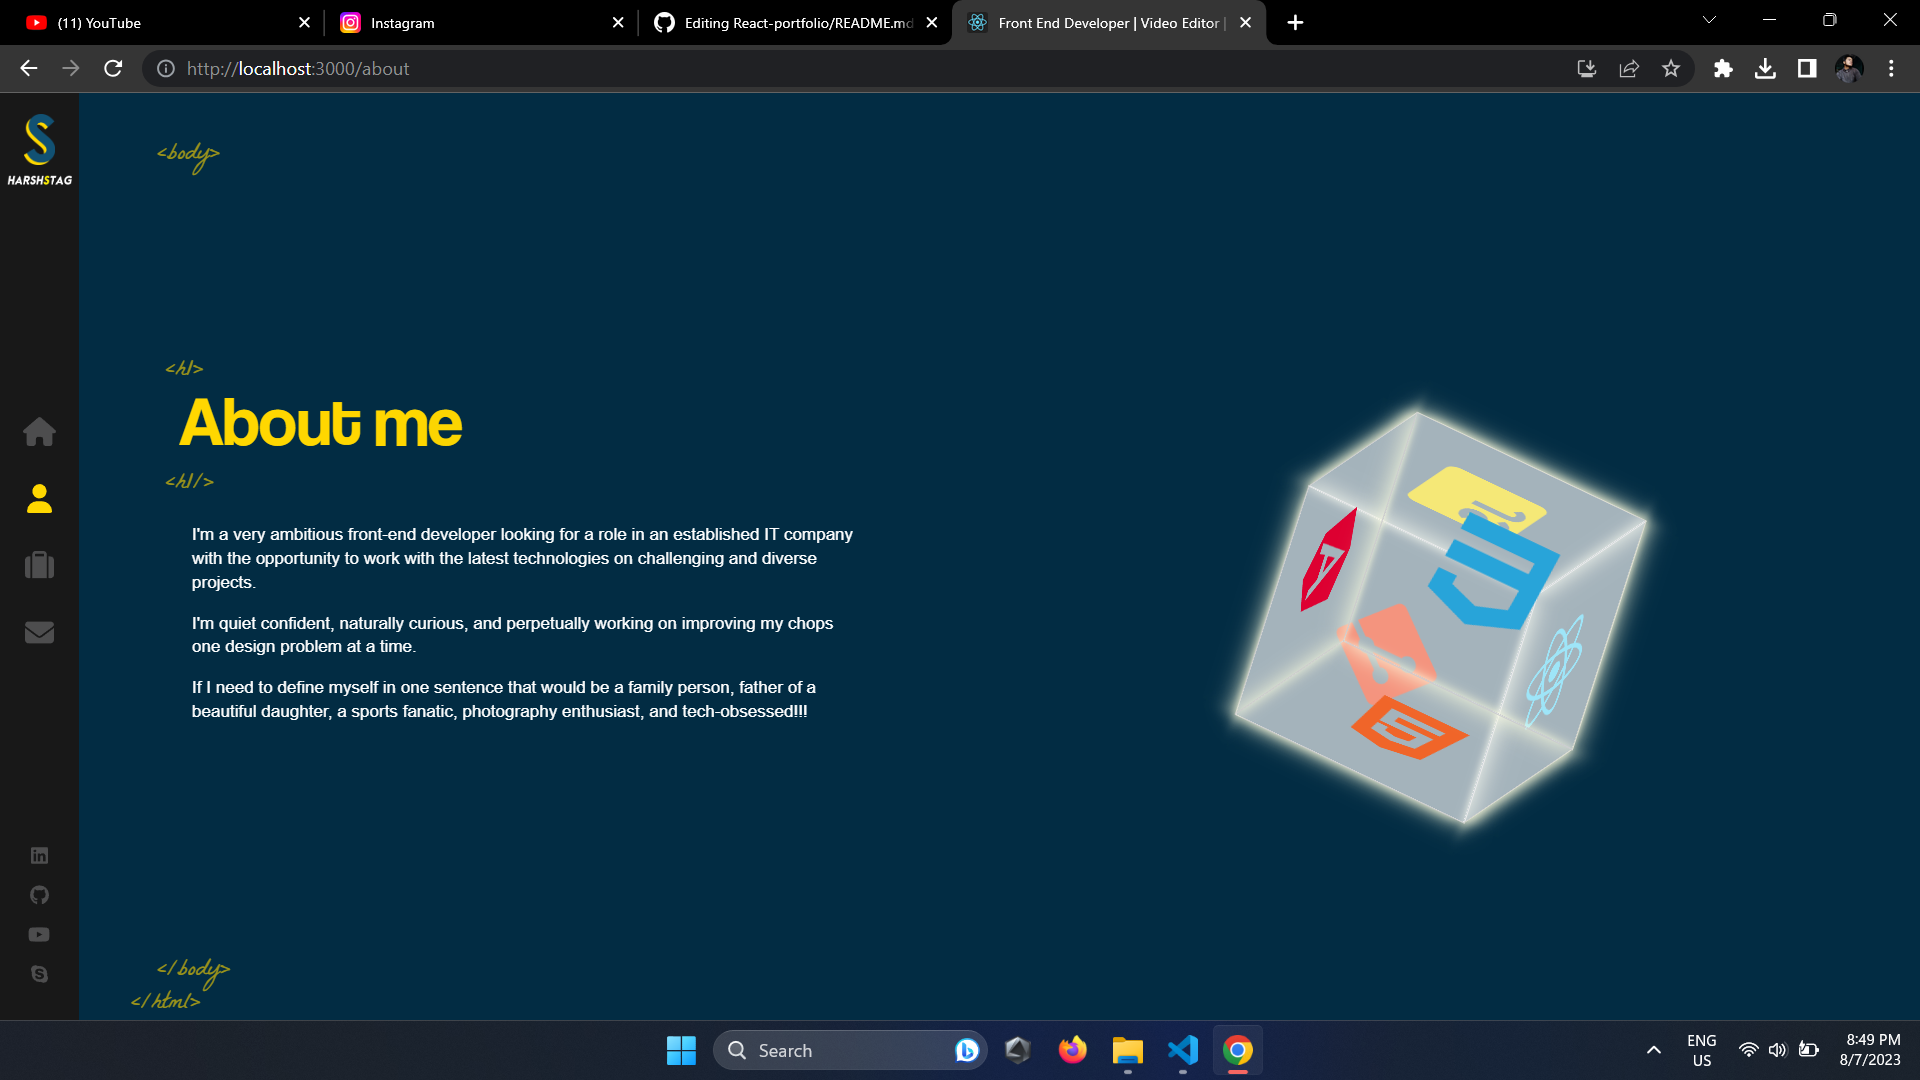 (11) YouTube
Instagram
Editing React-portfolio/README.md
Front End Developer | Video Editor |
http://localhost:3000/about
HARSHSTAG
<body>
<h1>
About me
<h1/>
I'm a very ambitious front-end developer looking for a role in an established IT company
with the opportunity to work with the latest technologies on challenging and diverse
projects.
I'm quiet confident, naturally curious, and perpetually working on improving my chops
one design problem at a time.
If I need to define myself in one sentence that would be a family person, father of a
beautiful daughter, a sports fanatic, photography enthusiast, and tech-obsessed!!!
</body>
</html>
Search
ENG
US
8:49 PM
8/7/2023